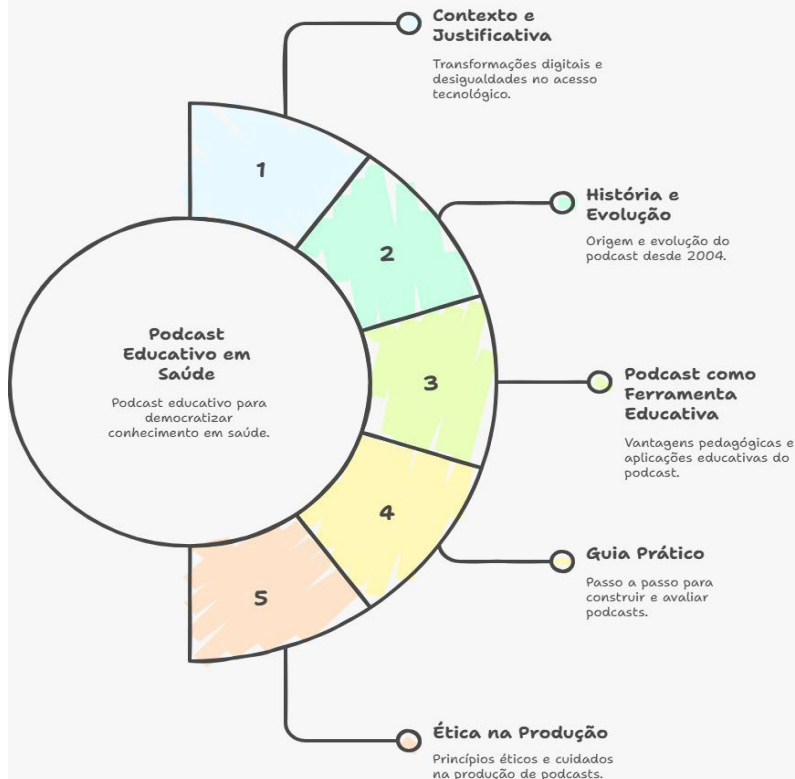 Contexto e
Justificativa
Transformações digitais e
desigualdades no acesso
tecnológico.
1
História e
Evolução
Origem e evolução do
podcast desde 2004.
2
Podcast
Educativo em
Saúde
Podcast educativo para
democratizar
conhecimento em saúde.
3
Podcast como
Ferramenta
Educativa
Vantagens pedagógicas e
aplicações educativas do
podcast.
4
Guia Prático
Passo a passo para
construir e avaliar
podcasts.
5
Ética na Produção
Princípios éticos e cuidados
na produção de podcasts.